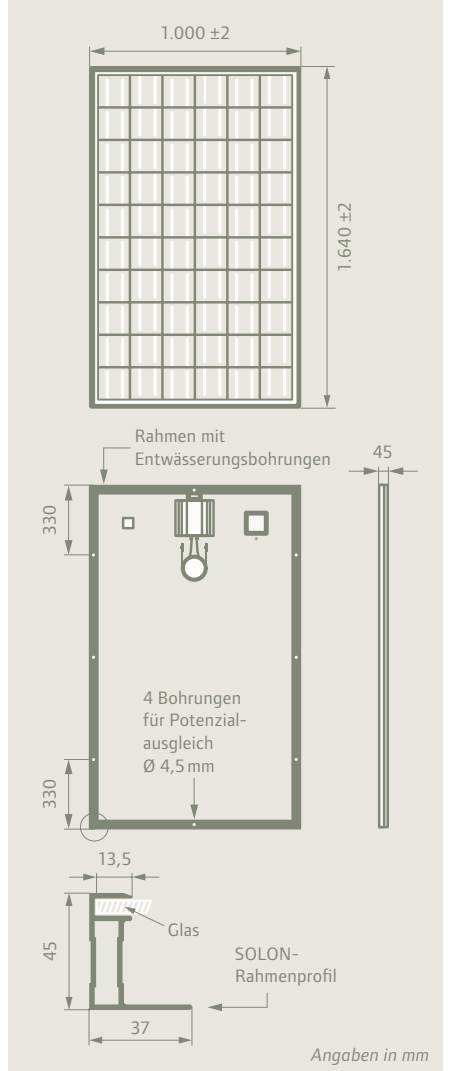 1.000 ±2
1.640 ±2
Rahmen mit
Entwässerungsbohrungen
45
330
4 Bohrungen
für Potenzial-
ausgleich
Ø 4,5 mm
330
13,5
Glas
45
SOLON-
Rahmenprofil
37
Angaben in mm